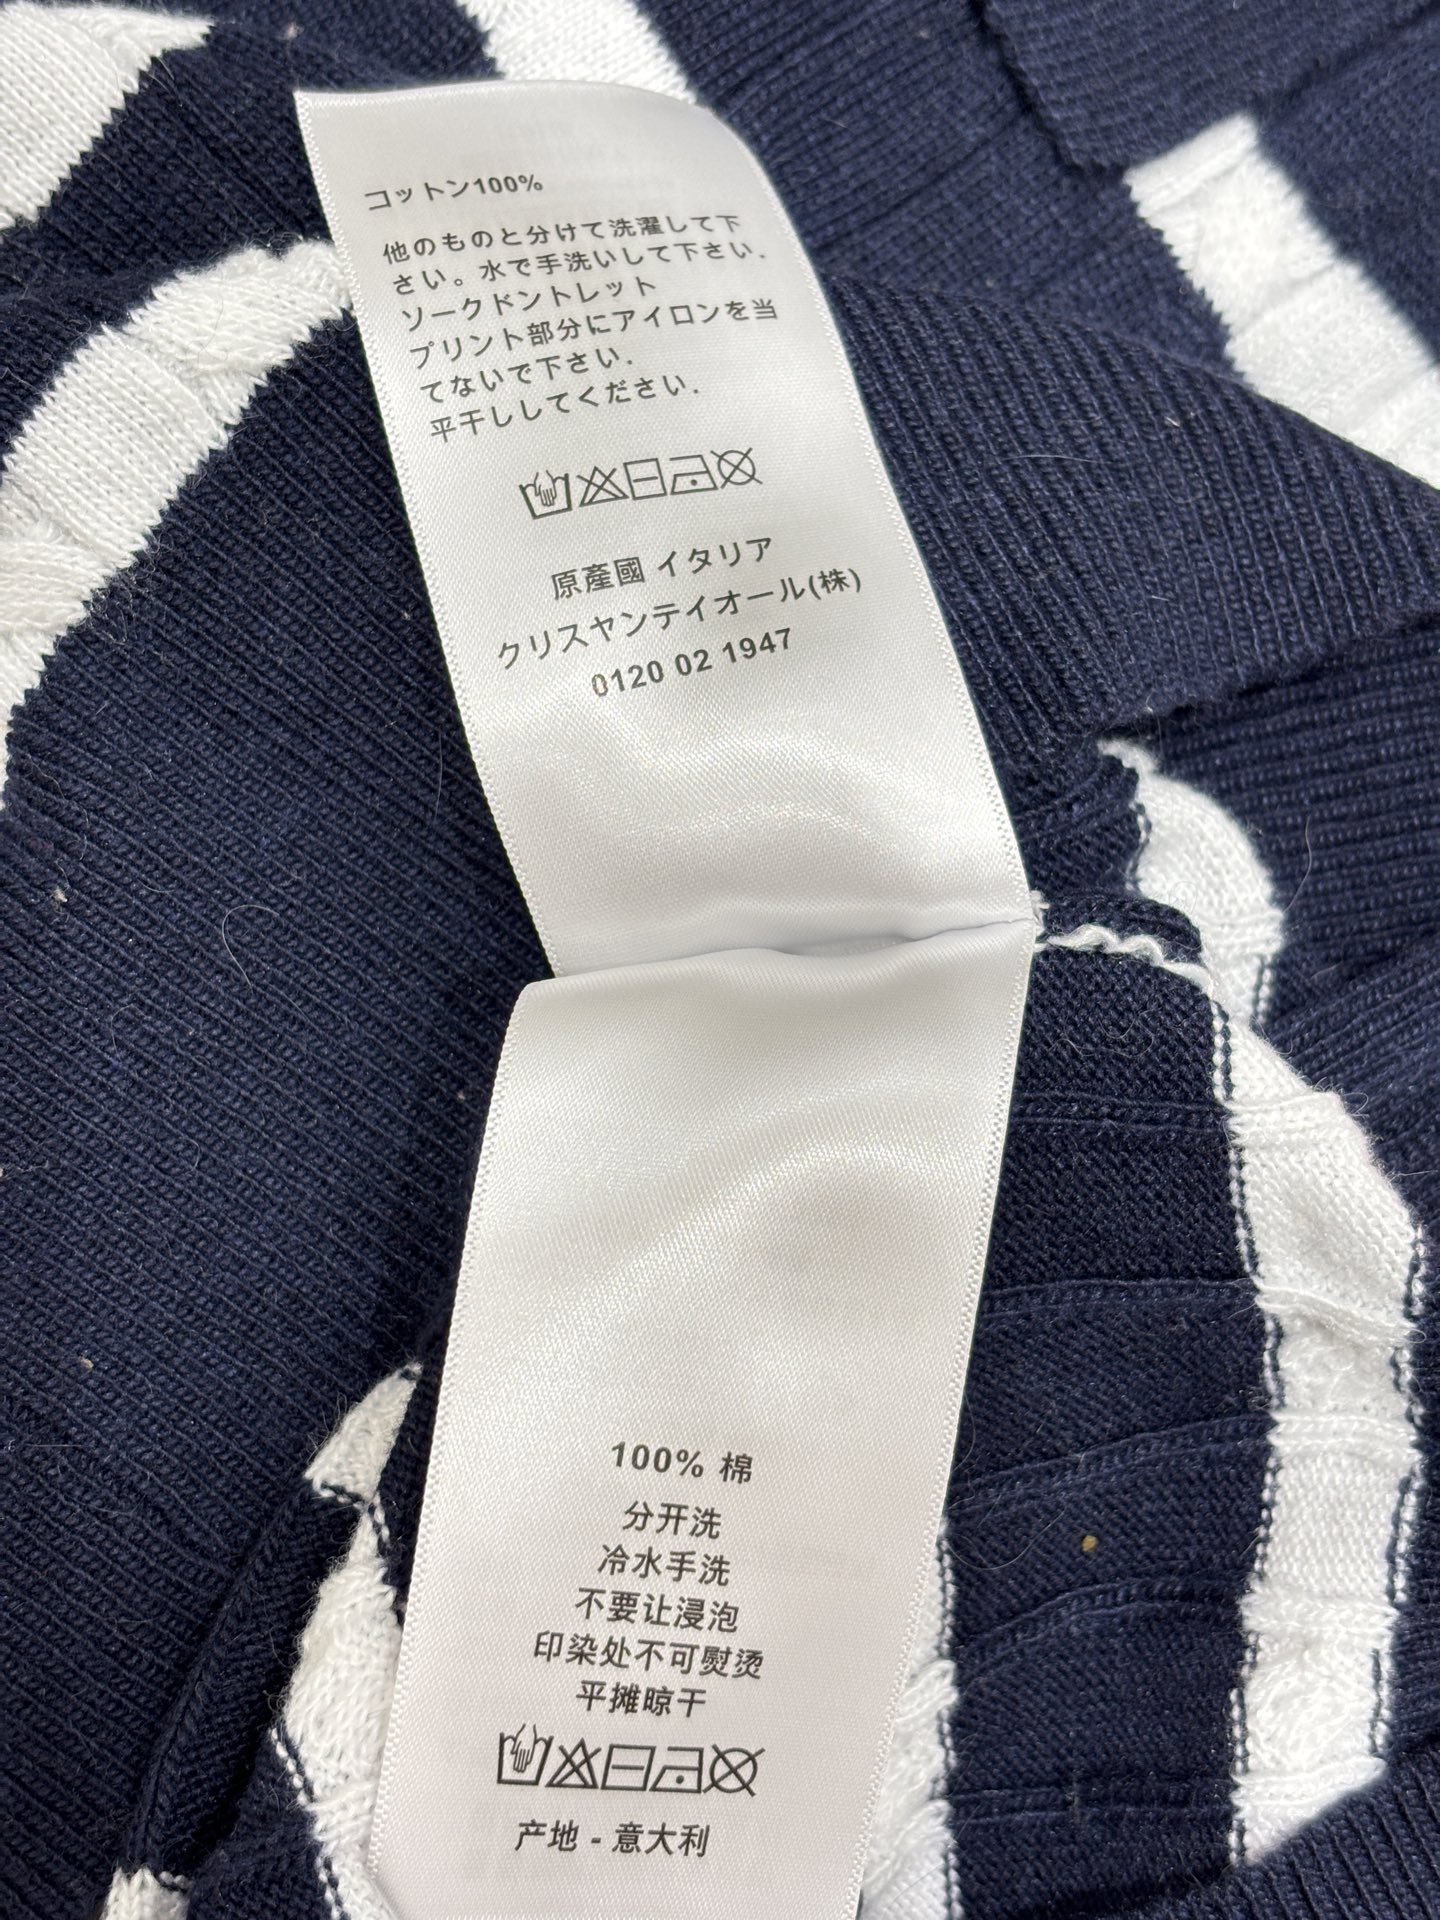 コットン100%
他のものと分けて洗濯して下
さい。水で手洗いして下さい.
ソークドントレット
プリント部分にアイロンを当
てないで下さい.
平干ししてください.
原産國 イタリア
クリスヤンテイオール(株)
0120 02 1947
100% 棉
分开洗
冷水手洗
不要让浸泡
印染处不可熨烫
平摊晾干
产地 - 意大利